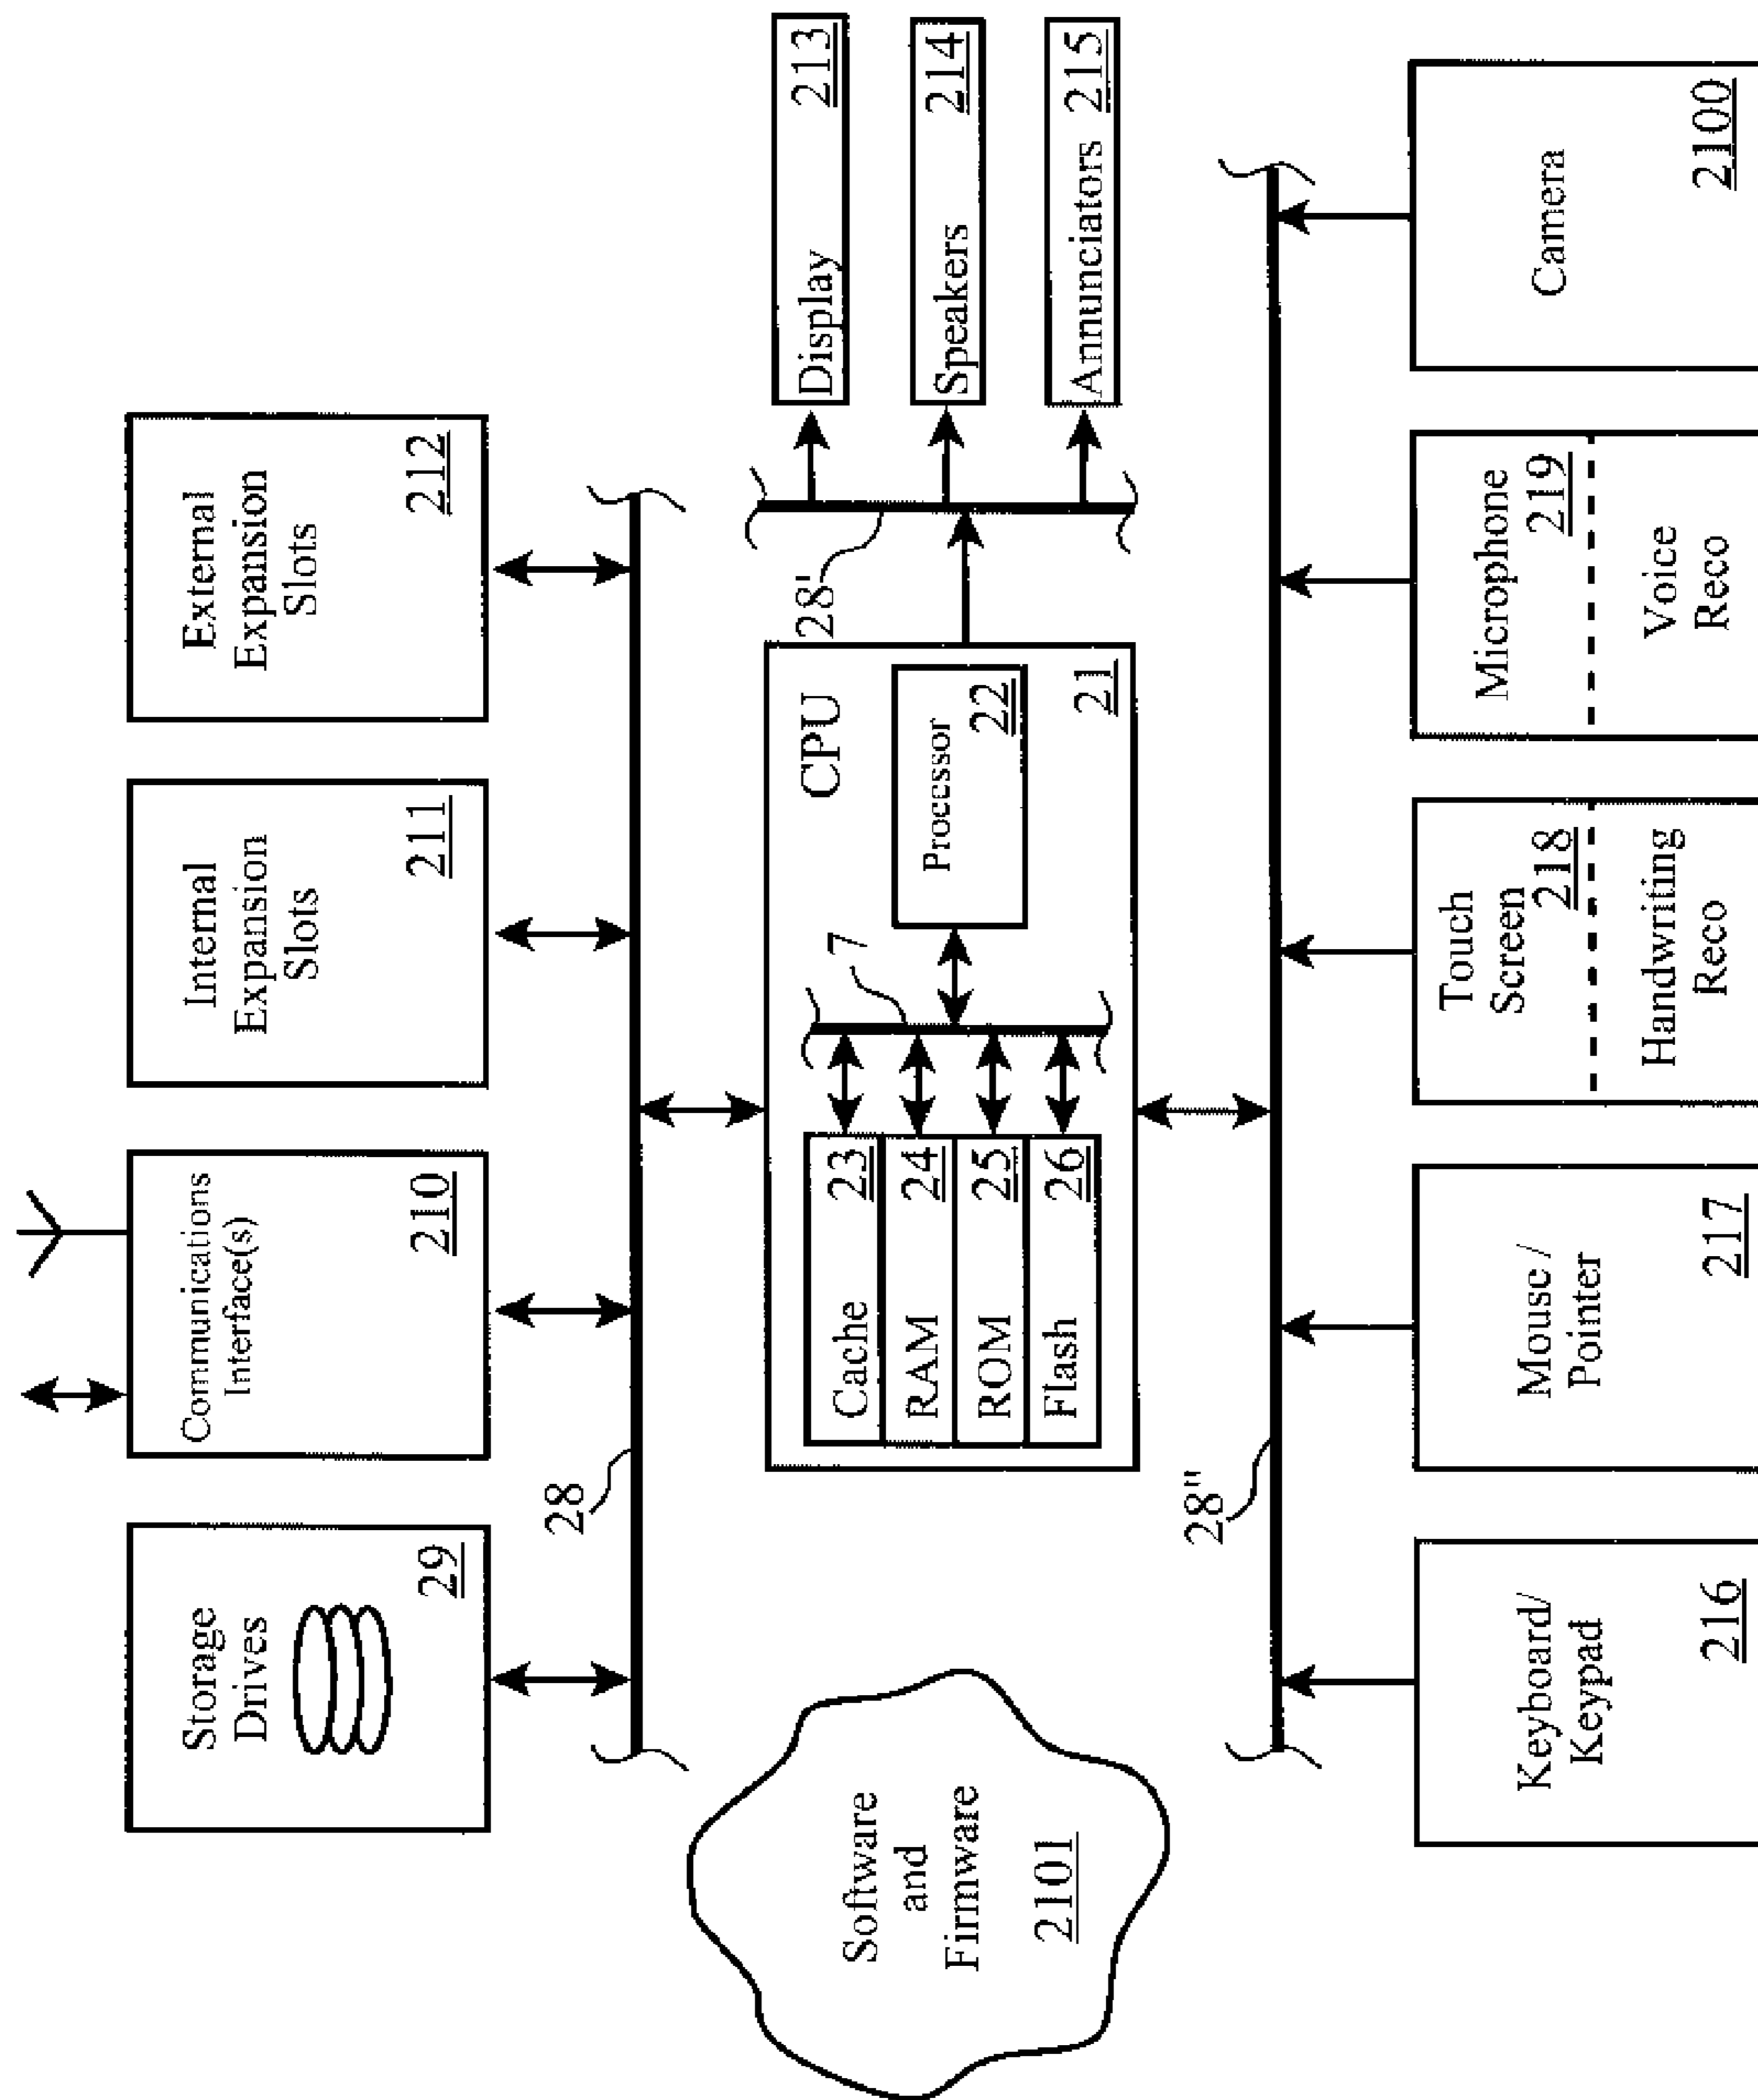 Storage
Drives
29
Communications
Interface(s)
210
Internal
Expansion
Slots
211
External
Expansion
Slots
212
28
Software
and
Firmware
2101
CPU
Cache 23
RAM 24
ROM 25
Flash 26
7
Processor
22
21
28'
Display 213
Speakers 214
Annunciators 215
28"
Keyboard/
Keypad
216
Mouse /
Pointer
217
Touch
Screen
218
Handwriting
Reco
Microphone
219
Voice
Reco
Camera
2100